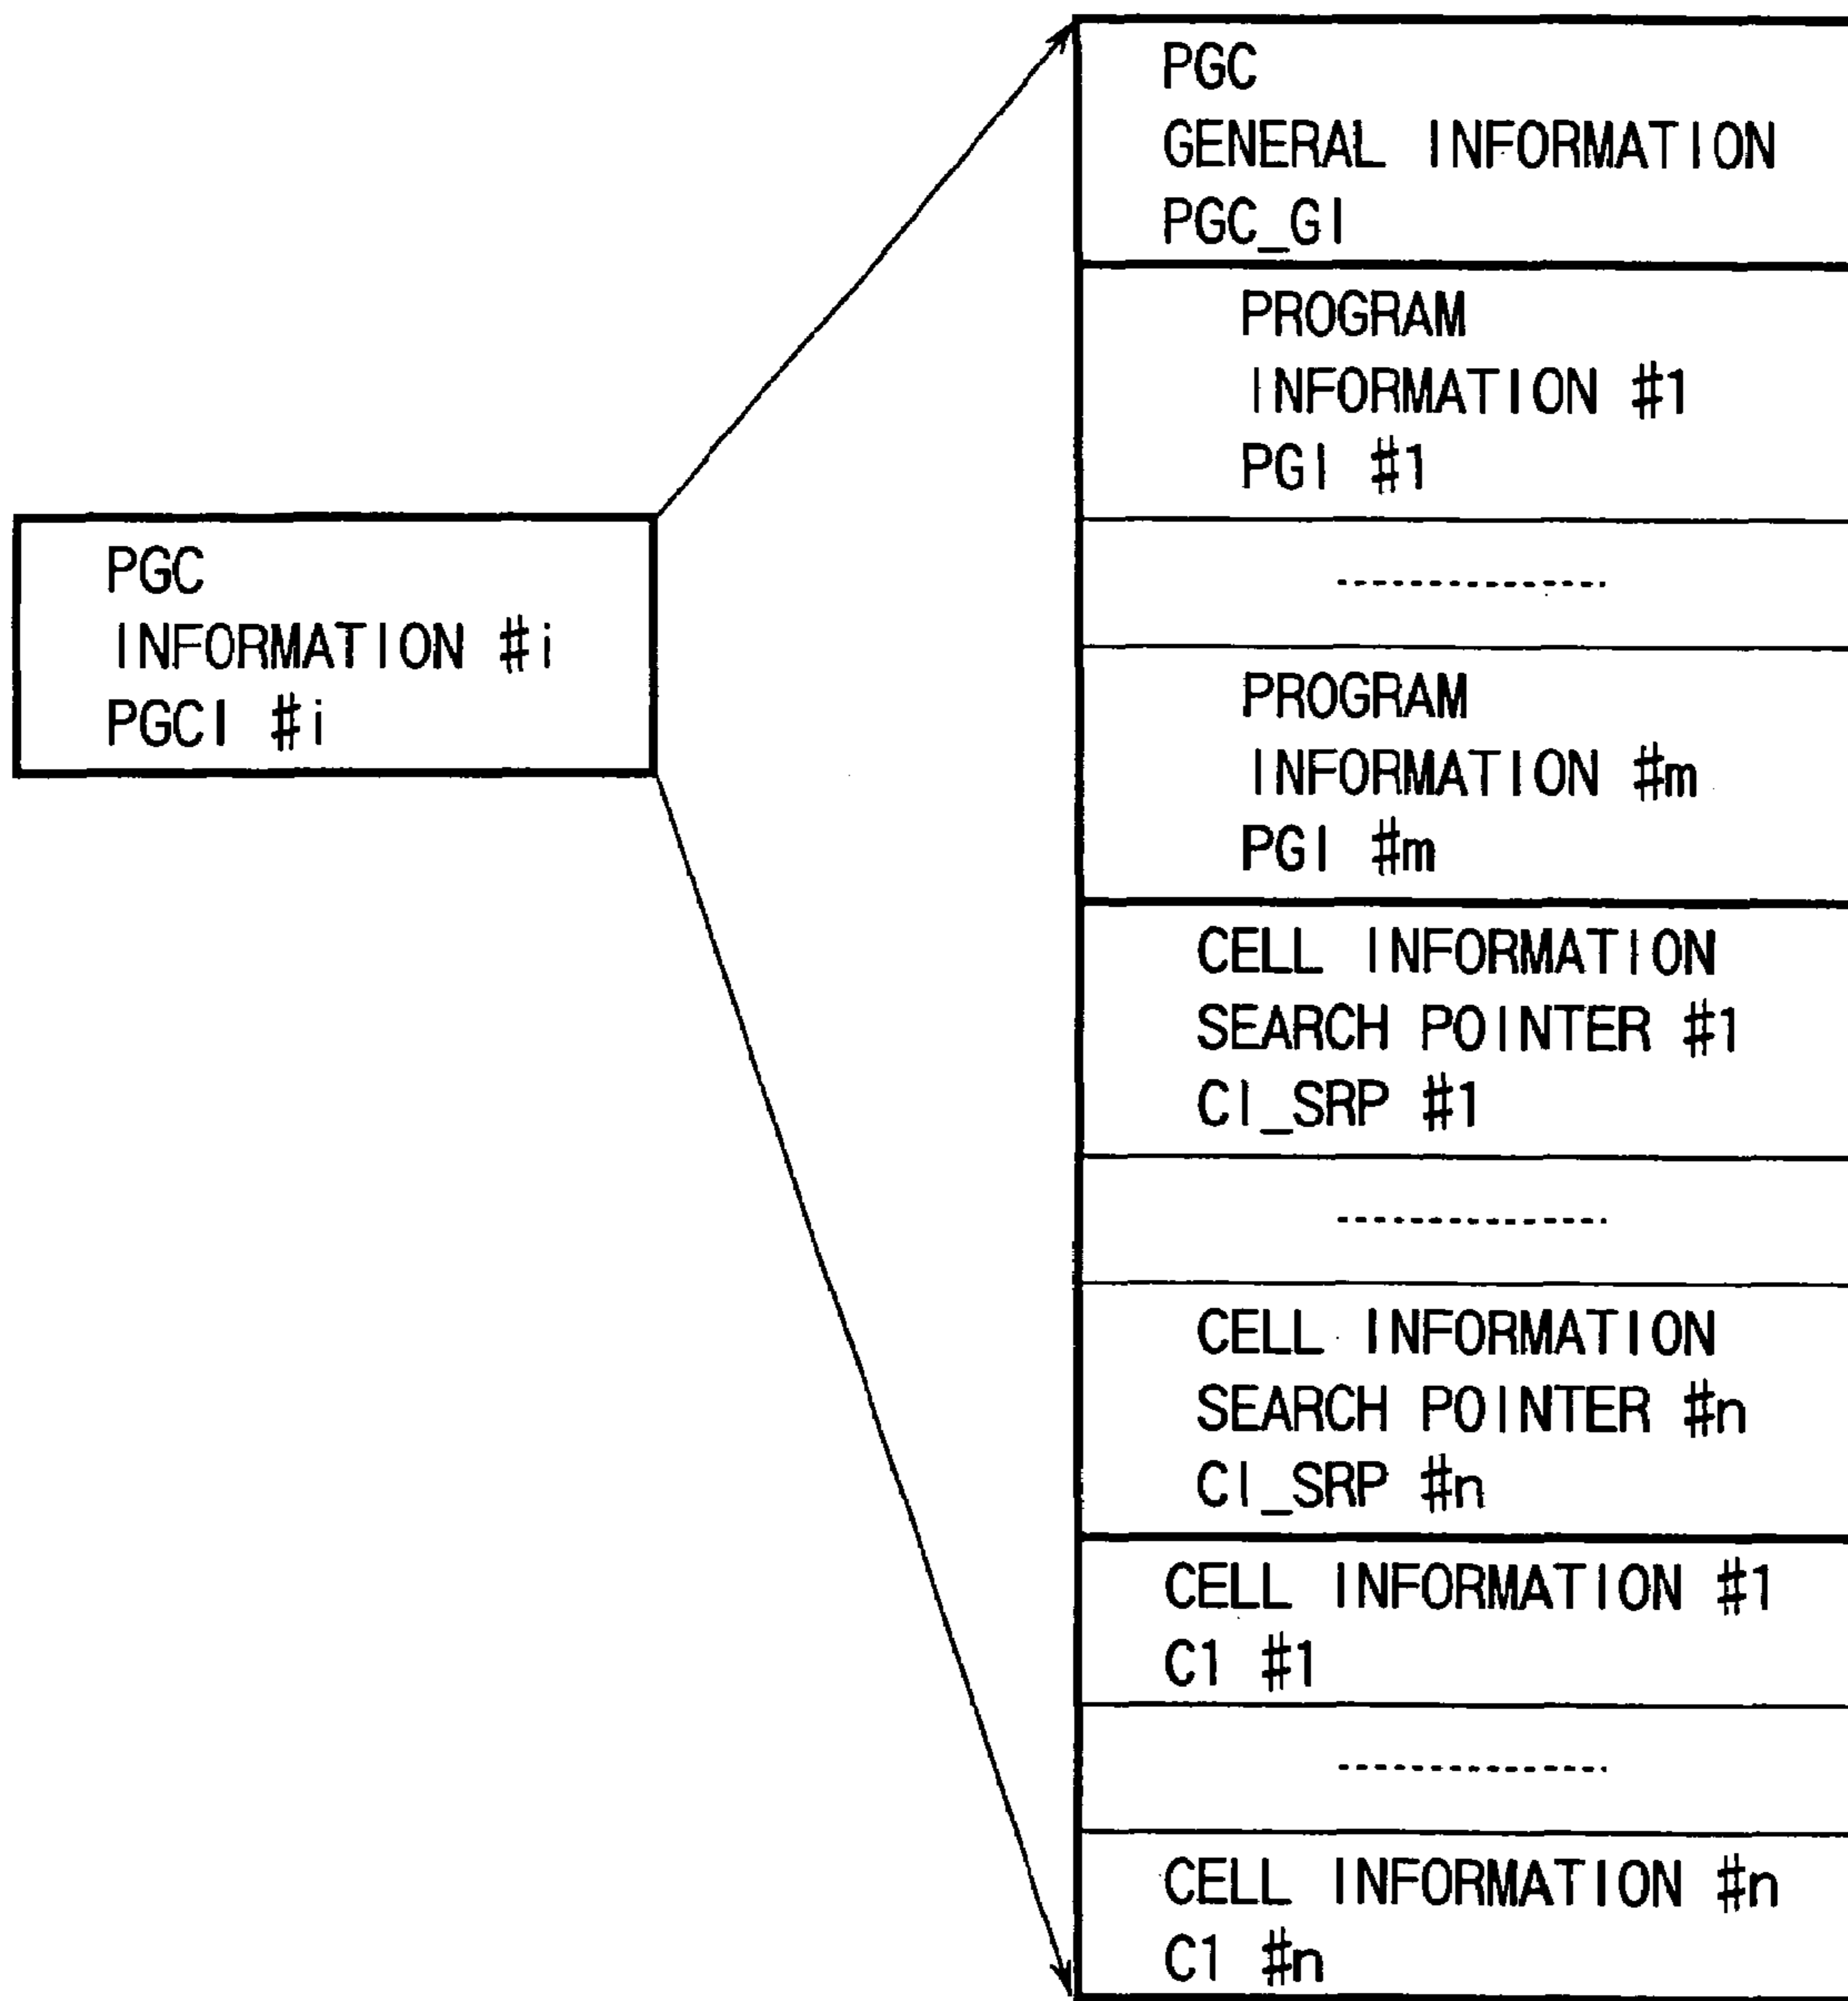 PGC
INFORMATION #i
PGCI #i
PGC
GENERAL INFORMATION
PGC_GI
PROGRAM
INFORMATION #1
PGI #1
PROGRAM
INFORMATION #m
PGI #m
CELL INFORMATION
SEARCH POINTER #1
CI_SRP #1
CELL INFORMATION
SEARCH POINTER #n
CI_SRP #n
CELL INFORMATION #1
C1 #1
CELL INFORMATION #n
C1 #n